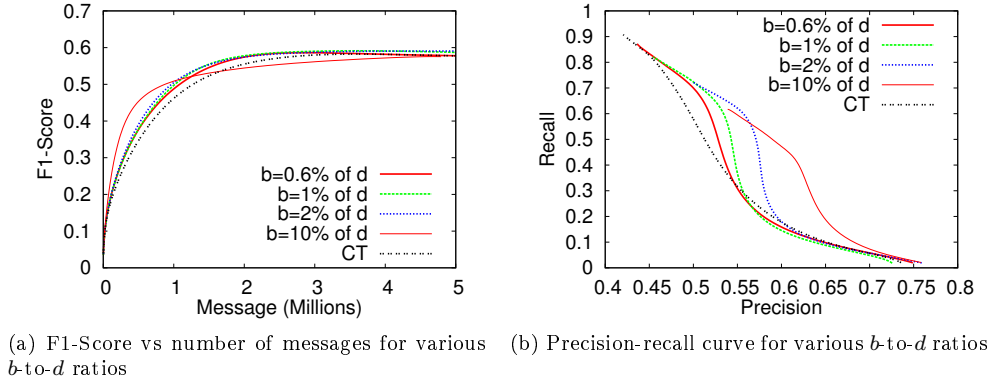 0.7
0.6
0.5
0.4
0.3
0.2
0.1
0
F1-Score
b=0.6% of d
b=1% of d
b=2% of d
b=10% of d
CT
0 1 2 3 4 5
Message (Millions)
(a) F1-Score vs number of messages for various
b-to-d ratios
1
0.9
0.8
0.7
0.6
0.5
0.4
0.3
0.2
0.1
0
Recall
b=0.6% of d
b=1% of d
b=2% of d
b=10% of d
CT
0.4 0.45 0.5 0.55 0.6 0.65 0.7 0.75 0.8
Precision
(b) Precision-recall curve for various b-to-d ratios